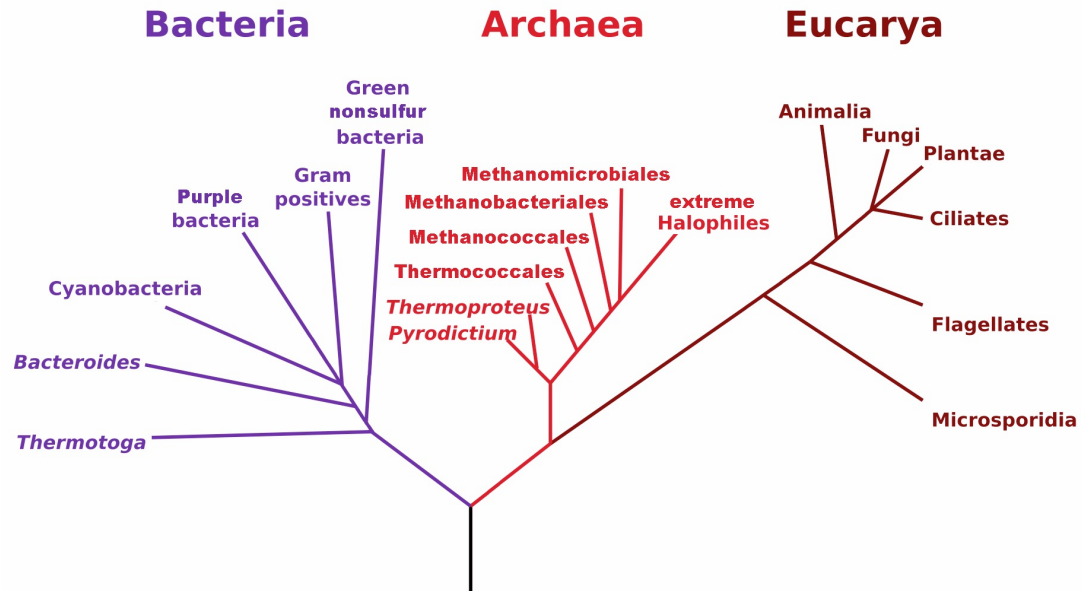 Bacteria
Archaea
Eucarya
Green
nonsulfur
bacteria
Gram
positives
Purple
bacteria
Cyanobacteria
Bacteroides
Thermotoga
Methanomicrobiales
Methanobacteriales
Methanococcales
Thermococcales
Thermoproteus
Pyrodictium
extreme
Halophiles
Animalia
Fungi
Plantae
Ciliates
Flagellates
Microsporidia